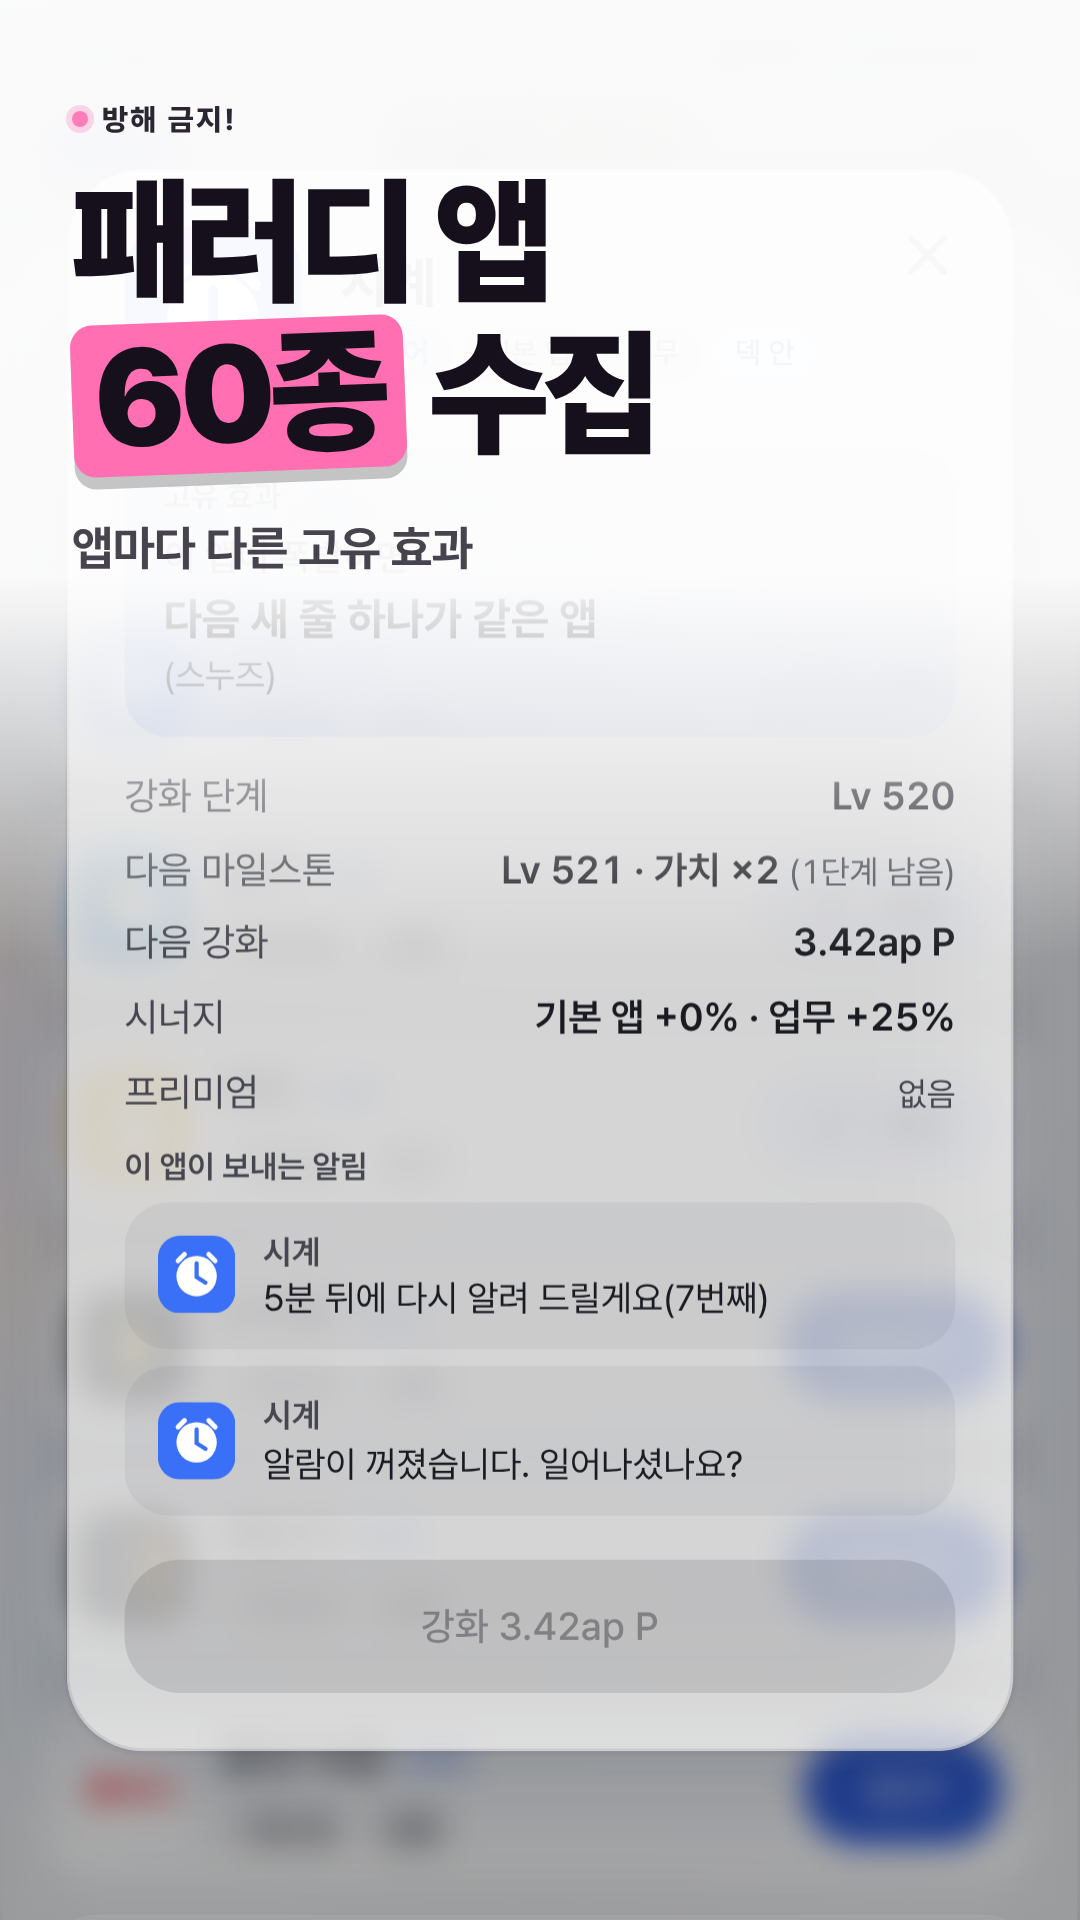 방해 금지!
패러디 앱
60종 수집
덱 안
고유 효과
앱마다 다른 고유 효과
다음 새 줄 하나가 같은 앱
(스누즈)
강화 단계 Lv 520
다음 마일스톤 Lv 521 · 가치 ×2 (1단계 남음)
다음 강화 3.42ap P
시너지 기본 앱 +0% · 업무 +25%
프리미엄 없음
이 앱이 보내는 알림
시계
5분 뒤에 다시 알려 드릴게요(7번째)
시계
알람이 꺼졌습니다. 일어나셨나요?
강화 3.42ap P